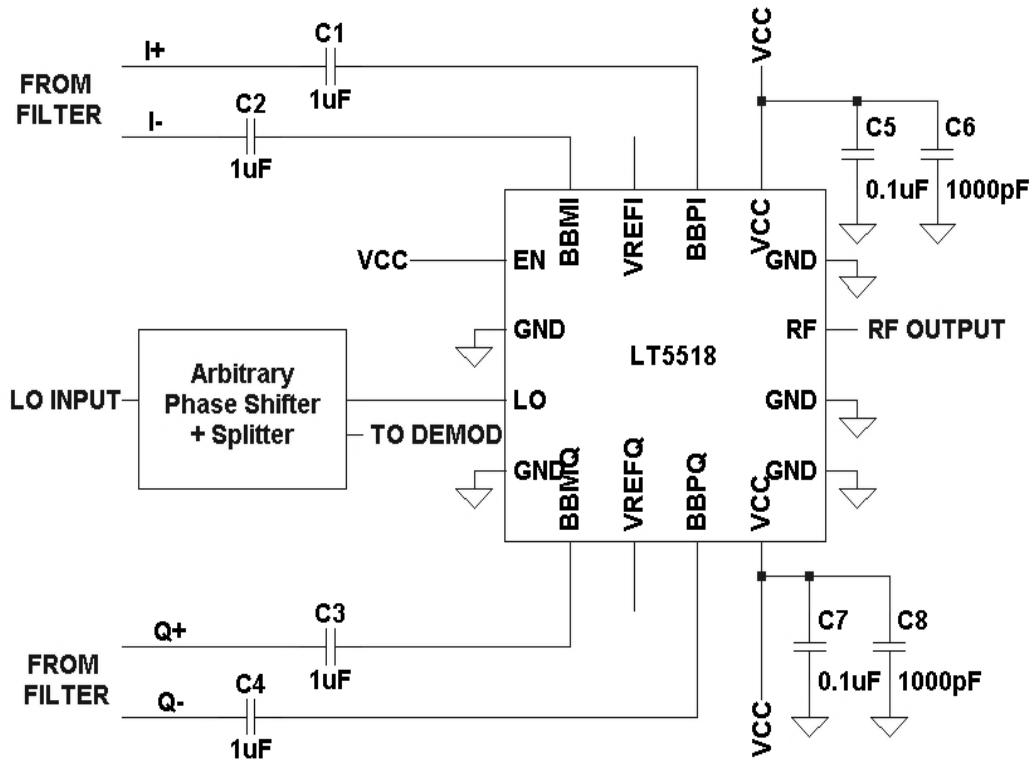 I+
C1
1uF
FROM
FILTER
C2
I-
1uF
VCC
C5
C6
0.1uF
1000pF
BBMI
VREFI
BBPI
VCC
VCC
EN
GND
GND
RF
RF OUTPUT
LT5518
LO INPUT
Arbitrary
Phase Shifter
+ Splitter
LO
GND
TO DEMOD
GND
GND
BBMQ
VREFQ
BBPQ
VCC
Q+
C3
1uF
FROM
FILTER
C4
Q-
1uF
C7
C8
0.1uF
1000pF
VCC